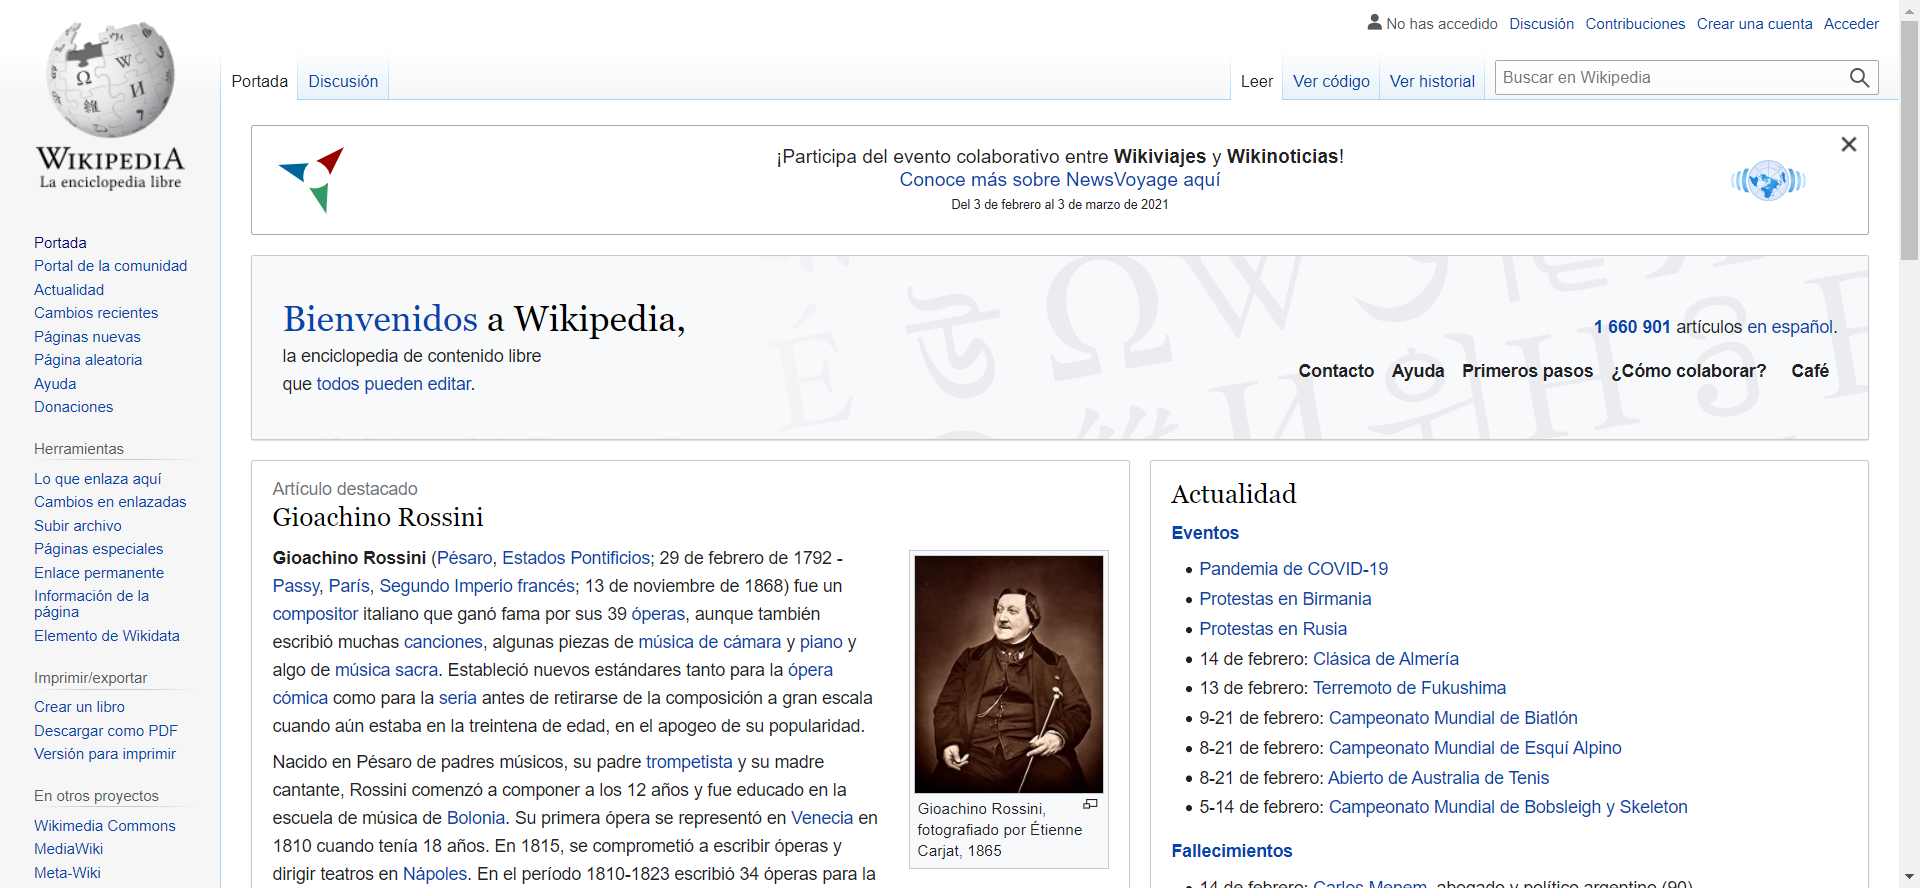 No has accedido Discusión Contribuciones Crear una cuenta Acceder
WIKIPEDIA
La enciclopedia libre
Portada Discusión
Leer Ver código Ver historial Buscar en Wikipedia
Portada
Portal de la comunidad
Actualidad
Cambios recientes
Páginas nuevas
Página aleatoria
Ayuda
Donaciones
Herramientas
Lo que enlaza aquí
Cambios en enlazadas
Subir archivo
Páginas especiales
Enlace permanente
Información de la
página
Elemento de Wikidata
Imprimir/exportar
Crear un libro
Descargar como PDF
Versión para imprimir
En otros proyectos
Wikimedia Commons
MediaWiki
Meta-Wiki
¡Participa del evento colaborativo entre Wikiviajes y Wikinoticias!
Conoce más sobre NewsVoyage aquí
Del 3 de febrero al 3 de marzo de 2021
Bienvenidos a Wikipedia,
la enciclopedia de contenido libre
que todos pueden editar.
1 660 901 artículos en español.
Contacto Ayuda Primeros pasos ¿Cómo colaborar? Café
Artículo destacado
Gioachino Rossini
Gioachino Rossini (Pésaro, Estados Pontificios; 29 de febrero de 1792 -
Passy, París, Segundo Imperio francés; 13 de noviembre de 1868) fue un
compositor italiano que ganó fama por sus 39 óperas, aunque también
escribió muchas canciones, algunas piezas de música de cámara y piano y
algo de música sacra. Estableció nuevos estándares tanto para la ópera
cómica como para la seria antes de retirarse de la composición a gran escala
cuando aún estaba en la treintena de edad, en el apogeo de su popularidad.
Nacido en Pésaro de padres músicos, su padre trompetista y su madre
cantante, Rossini comenzó a componer a los 12 años y fue educado en la
escuela de música de Bolonia. Su primera ópera se representó en Venecia en
1810 cuando tenía 18 años. En 1815, se comprometió a escribir óperas y
dirigir teatros en Nápoles. En el período 1810-1823 escribió 34 óperas para la
Gioachino Rossini,
fotografiado por Étienne
Carjat, 1865
Actualidad
Eventos
Pandemia de COVID-19
Protestas en Birmania
Protestas en Rusia
14 de febrero: Clásica de Almería
13 de febrero: Terremoto de Fukushima
9-21 de febrero: Campeonato Mundial de Biatlón
8-21 de febrero: Campeonato Mundial de Esquí Alpino
8-21 de febrero: Abierto de Australia de Tenis
5-14 de febrero: Campeonato Mundial de Bobsleigh y Skeleton
Fallecimientos
14 de febrero: Carlos Menem, abogado y político argentino (90)